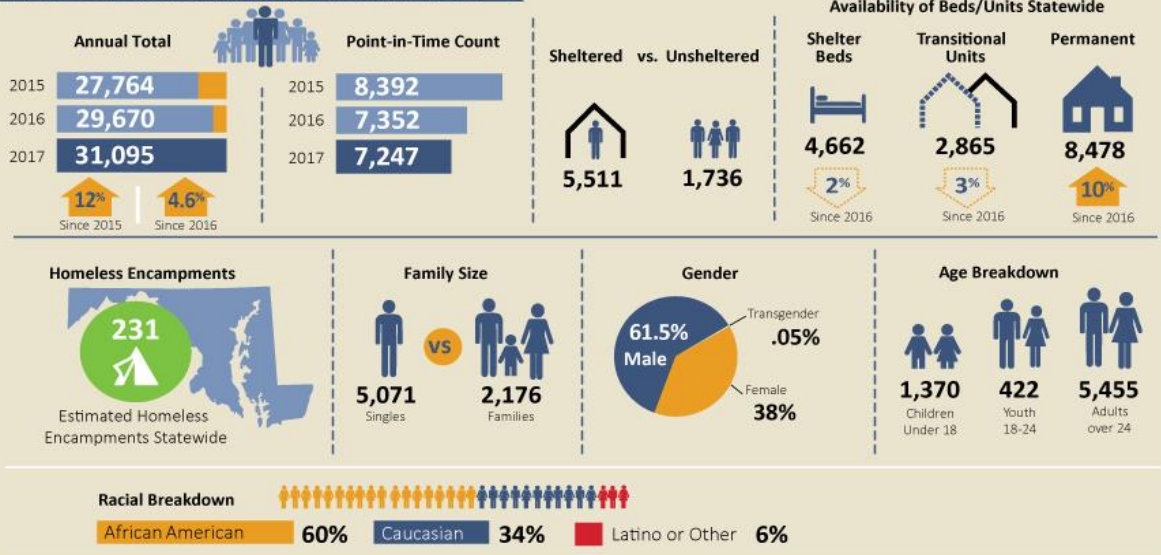 Annual Total
2015 27,764
2016 29,670
2017 31,095
12%
Since 2015
4.6%
Since 2016
Point-in-Time Count
2015 8,392
2016 7,352
2017 7,247
Sheltered vs. Unsheltered
5,511
1,736
Availability of Beds/Units Statewide
Shelter
Beds
4,662
2%
Since 2016
Transitional
Units
2,865
3%
Since 2016
Permanent
8,478
10%
Since 2016
Homeless Encampments
231
Estimated Homeless
Encampments Statewide
Family Size
VS
5,071
Singles
2,176
Families
Gender
61.5%
Male
Transgender
.05%
Female
38%
Age Breakdown
1,370
Children
Under 18
422
Youth
18-24
5,455
Adults
over 24
Racial Breakdown
African American 60% Caucasian 34% Latino or Other 6%